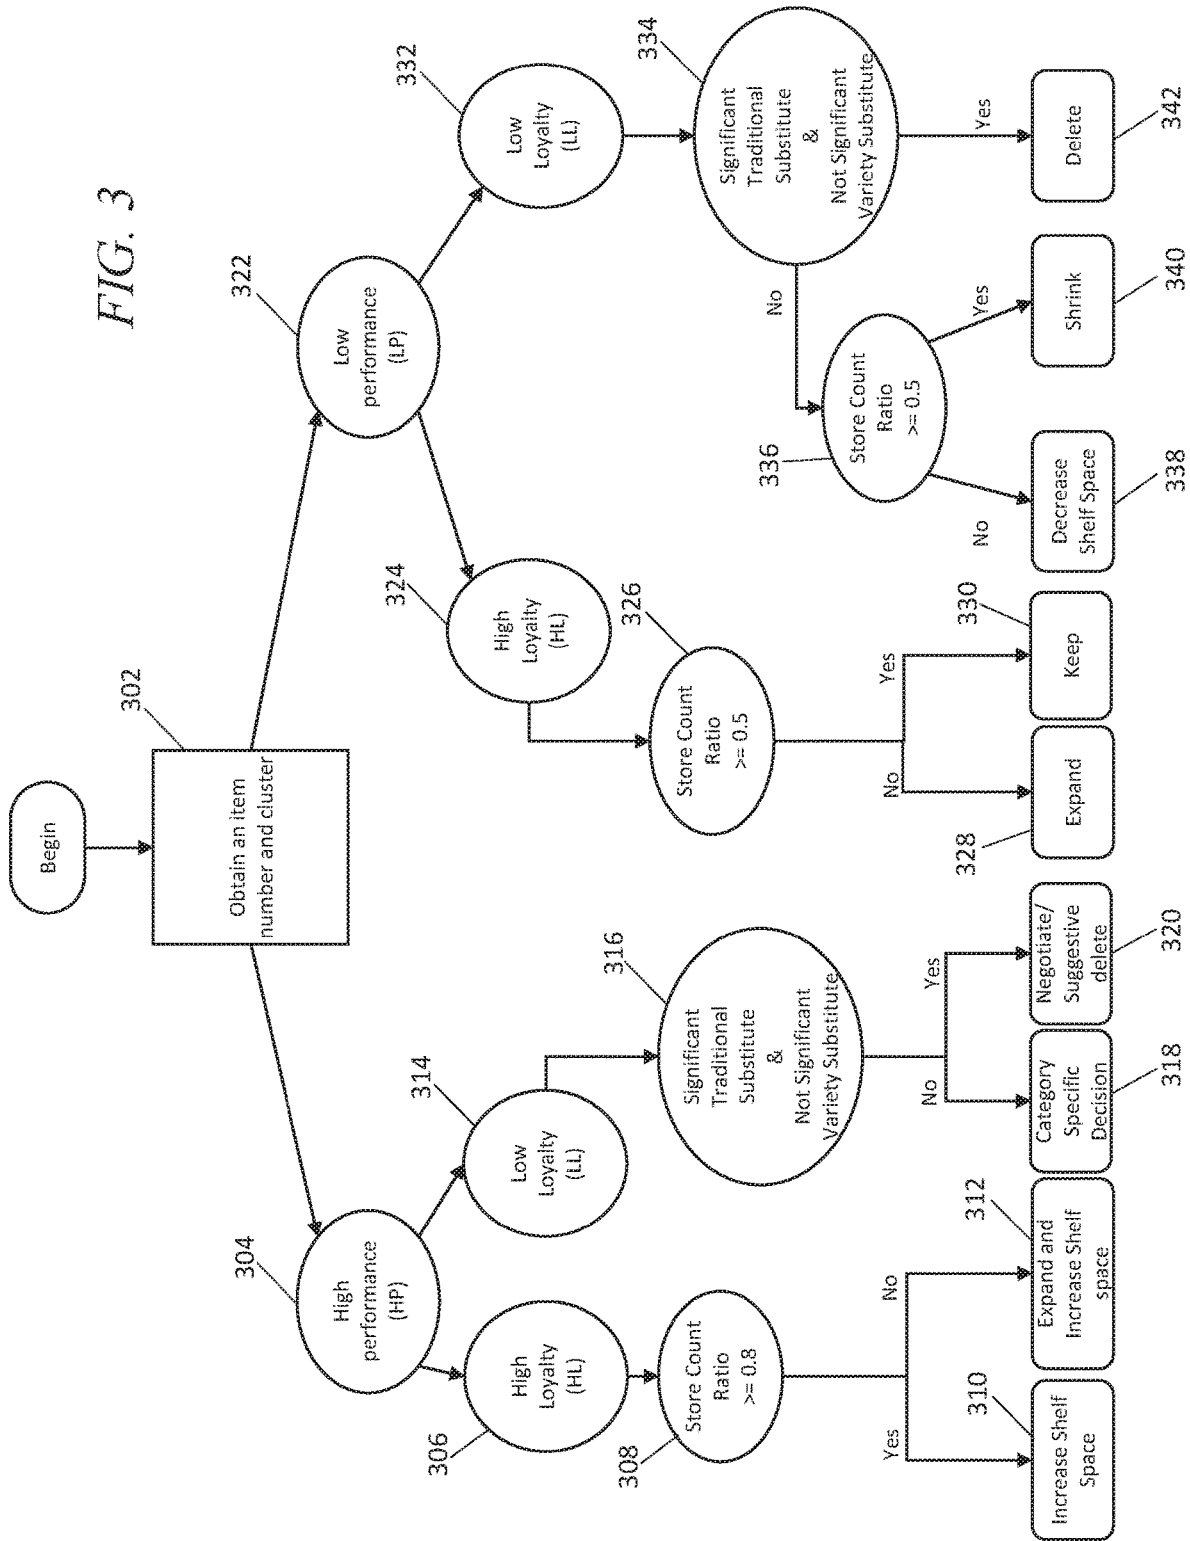 FIG. 3
Begin
302
Obtain an item
number and cluster
304
High
performance
(HP)
322
Low
performance
(LP)
306
High
Loyalty
(HL)
314
Low
Loyalty
(LL)
324
High
Loyalty
(HL)
332
Low
Loyalty
(LL)
308
Store Count
Ratio
>= 0.8
316
Significant
Traditional
Substitute
&
Not Significant
Variety Substitute
326
Store Count
Ratio
>= 0.5
334
Significant
Traditional
Substitute
&
Not Significant
Variety Substitute
No
336
Store Count
Ratio
>= 0.5
Yes
No
No
Yes
No
Yes
No
Yes
Yes
310
Increase Shelf
Space
312
Expand and
Increase Shelf
space
318
Category
Specific
Decision
320
Negotiate/
Suggestive
delete
328
Expand
330
Keep
338
Decrease
Shelf Space
340
Shrink
342
Delete